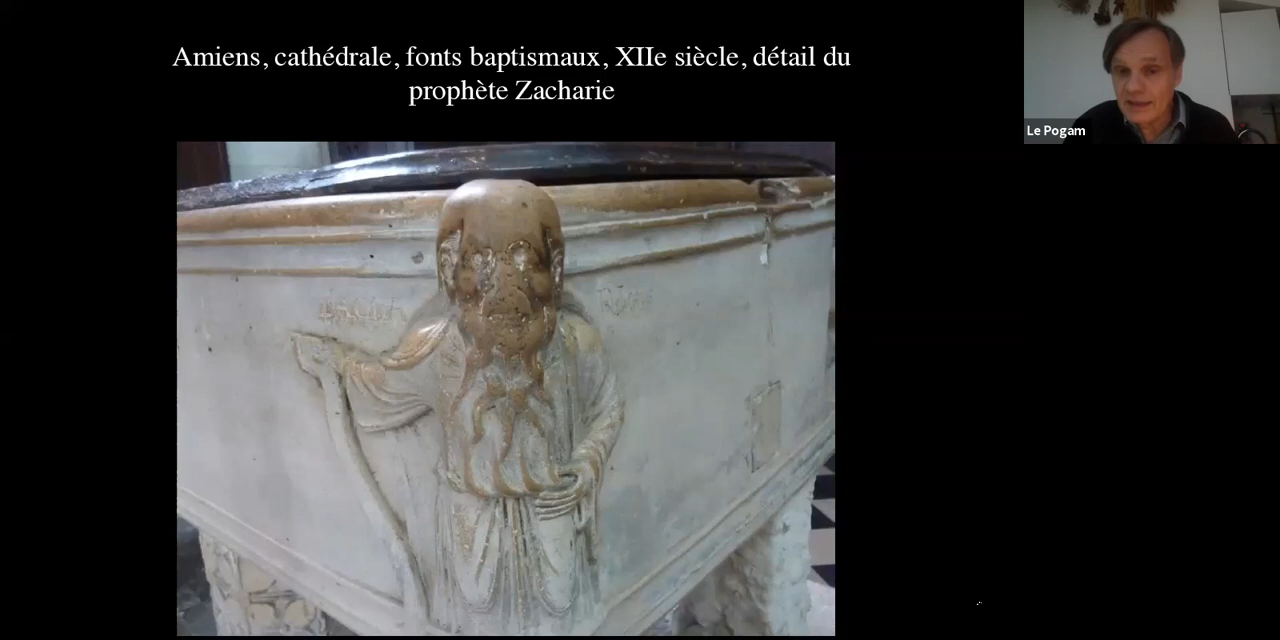 Amiens, cathédrale, fonts baptismaux, XIIe siècle, détail du
prophète Zacharie
Le Pogam